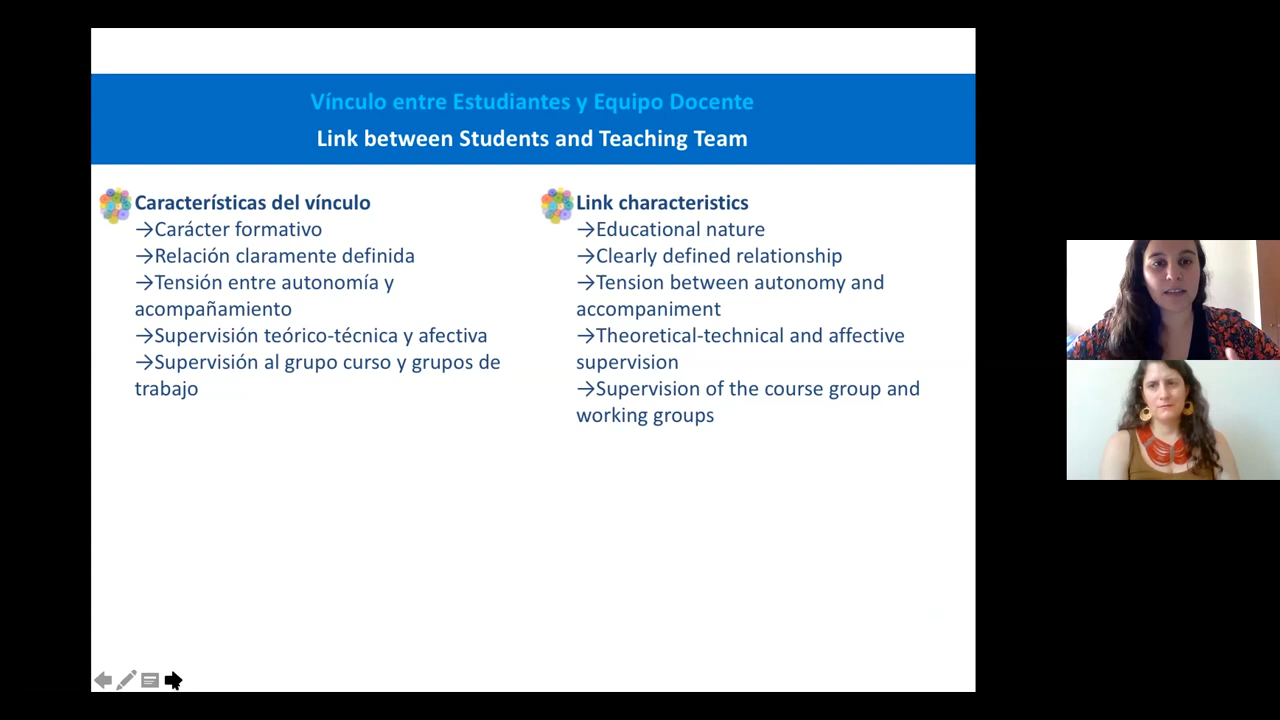 Vínculo entre Estudiantes y Equipo Docente
Link between Students and Teaching Team
Características del vínculo
→Carácter formativo
→Relación claramente definida
→Tensión entre autonomía y
acompañamiento
→Supervisión teórico-técnica y afectiva
→Supervisión al grupo curso y grupos de
trabajo
Link characteristics
→Educational nature
→Clearly defined relationship
→Tension between autonomy and
accompaniment
→Theoretical-technical and affective
supervision
→Supervision of the course group and
working groups